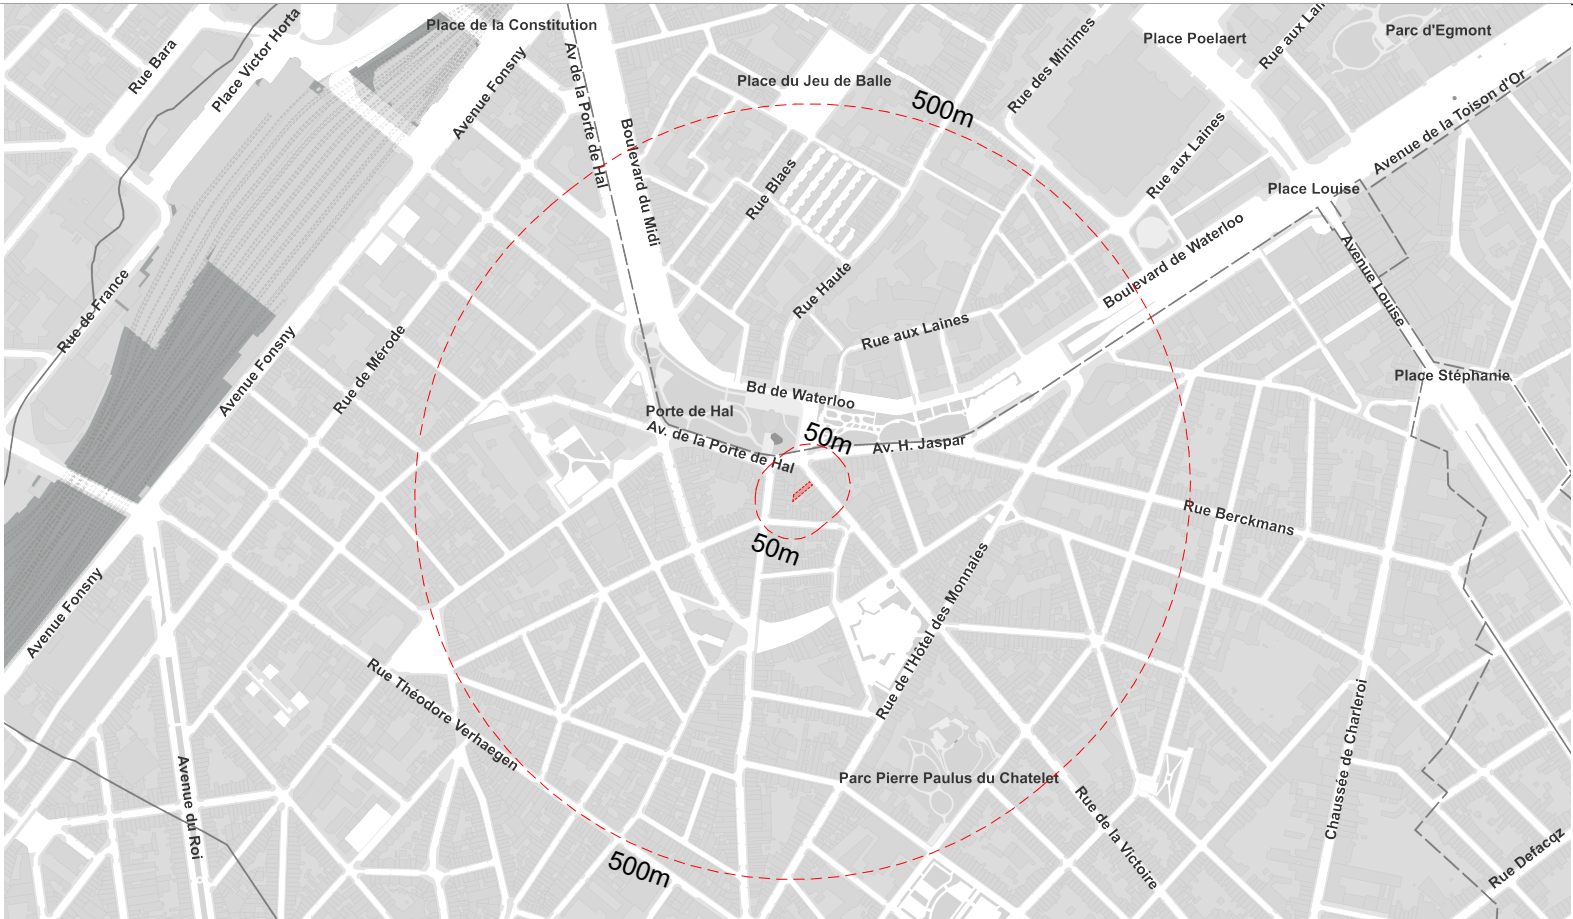 Place de la Constitution
Rue Bara
Place Victor Horta
Avenue Fonsny
Av de la Porte de Hal
Boulevard du Midi
Place du Jeu de Balle
500m
Rue des Minimes
Place Poelaert
Rue aux Lai
Parc d'Egmont
Avenue de la Toison d'Or
Rue aux Laines
Place Louise
Rue Blaes
Rue Haute
Rue aux Laines
Boulevard de Waterloo
Avenue Louise
Rue de France
Avenue Fonsny
Rue de Mérode
Place Stéphanie
Bd de Waterloo
Porte de Hal
Av. de la Porte de Hal
50m
Av. H. Jaspar
50m
Rue Berckmans
Avenue Fonsny
Rue de l'Hôtel des Monnaies
Rue Théodore Verhaegen
Avenue du Roi
Parc Pierre Paulus du Chatelet
Rue de la Victoire
Chaussée de Charleroi
Rue Defacqz
500m